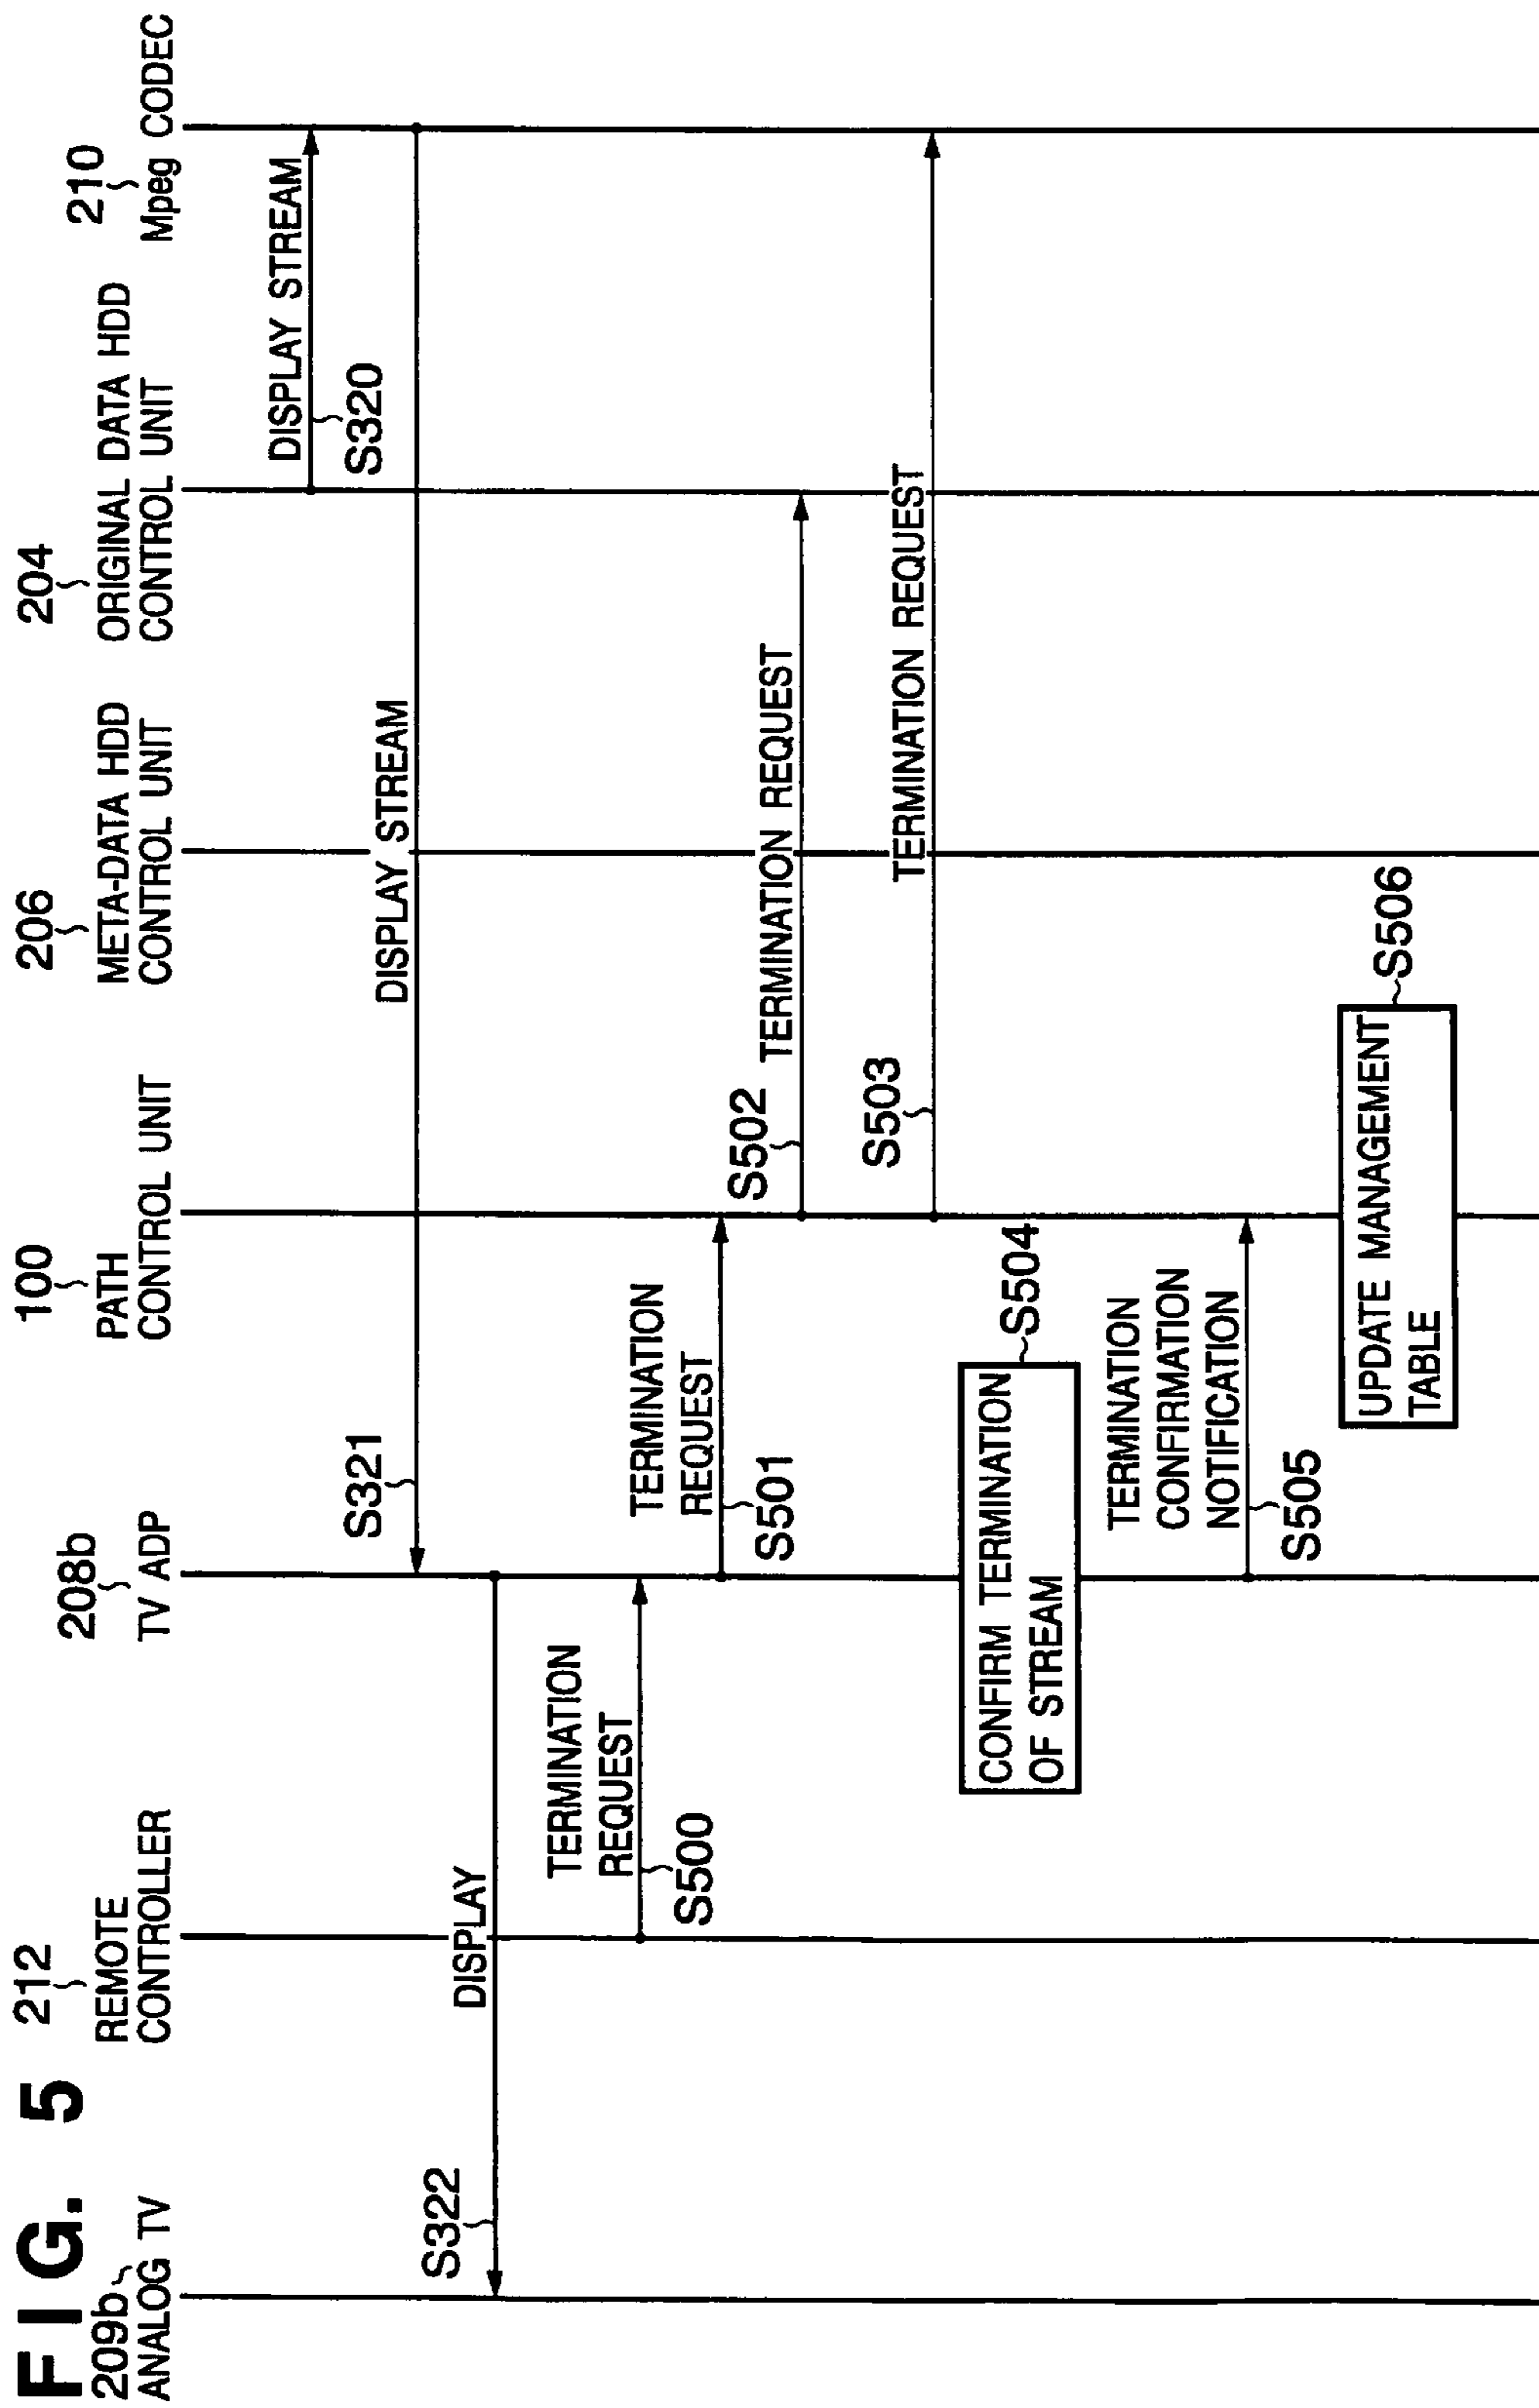 FIG. 5
209b
ANALOG TV
212
REMOTE
CONTROLLER
208b
TV ADP
100
PATH
CONTROL UNIT
206
META-DATA HDD
CONTROL UNIT
204
ORIGINAL DATA HDD
CONTROL UNIT
210
Mpeg CODEC
DISPLAY STREAM
S320
S321
DISPLAY STREAM
S322
DISPLAY
TERMINATION
REQUEST
S500
TERMINATION
REQUEST
S501
S502
TERMINATION REQUEST
S503
TERMINATION REQUEST
CONFIRM TERMINATION
OF STREAM
S504
TERMINATION
CONFIRMATION
NOTIFICATION
S505
UPDATE MANAGEMENT
TABLE
S506